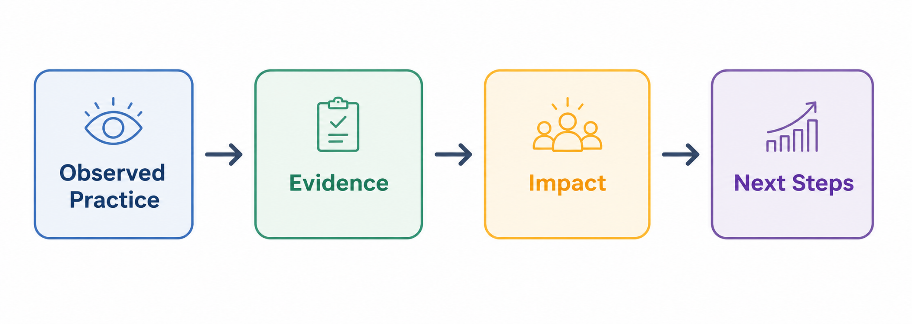 Observed
Practice
Evidence
Impact
Next Steps